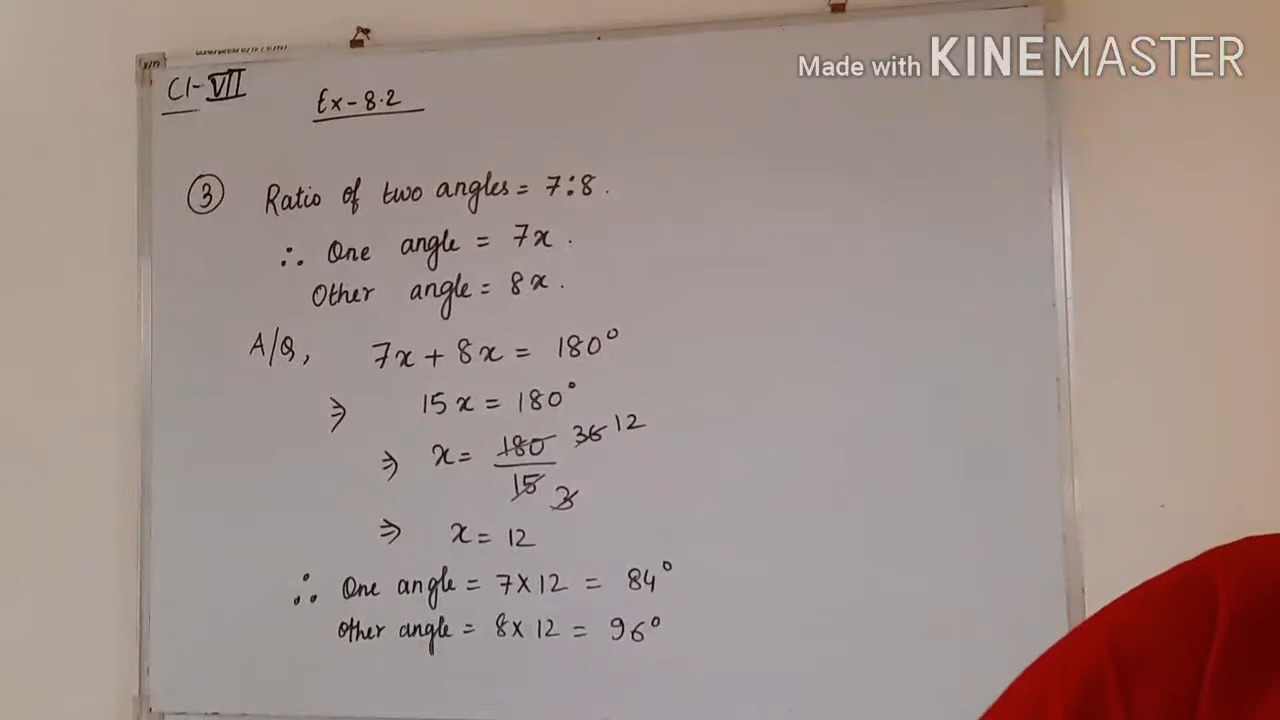 Made with KINEMASTER
Cl-VII
Ex-8.2
③ Ratio of two angles = 7:8.
∴ One angle = 7x.
Other angle = 8x.
A/Q, 7x + 8x = 180°
⇒ 15x = 180°
⇒ x = 180/15 36 12 3
⇒ x = 12
∴ One angle = 7×12 = 84°
Other angle = 8×12 = 96°